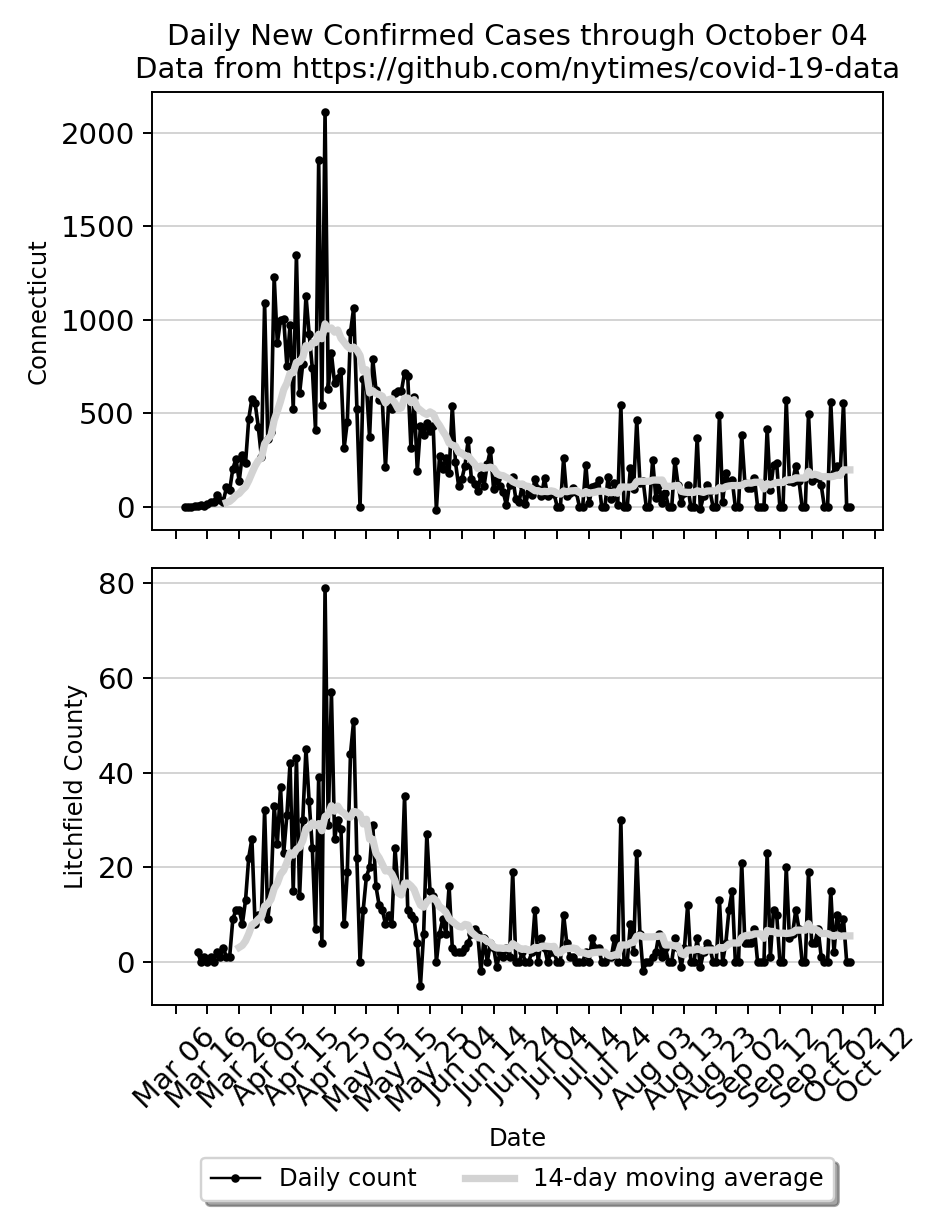 Daily New Confirmed Cases through October 04
Data from https://github.com/nytimes/covid-19-data
2000
1500
1000
500
0
Connecticut
80
60
40
20
0
Litchfield County
Mar 06
Mar 16
Mar 26
Apr 05
Apr 15
Apr 25
May 05
May 15
May 25
Jun 04
Jun 14
Jun 24
Jul 04
Jul 14
Jul 24
Aug 03
Aug 13
Aug 23
Sep 02
Sep 12
Sep 22
Oct 02
Oct 12
Date
Daily count
14-day moving average